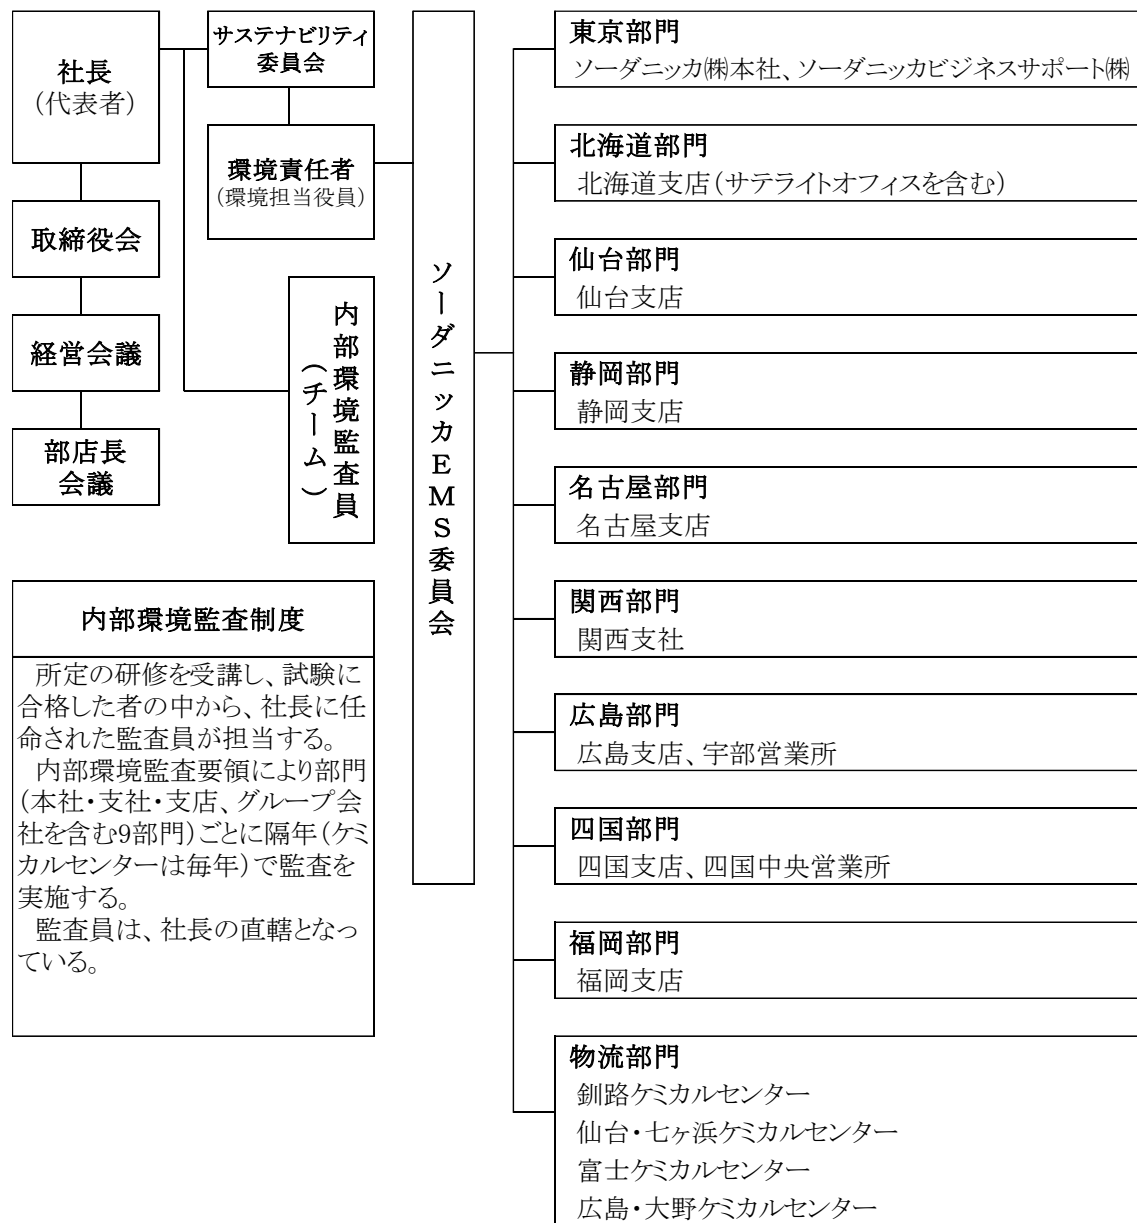 社長
（代表者）
取締役会
経営会議
部店長
会議
サステナビリティ
委員会
環境責任者
（環境担当役員）
内部環境監査員
（チーム）
内部環境監査制度
所定の研修を受講し、試験に
合格した者の中から、社長に任
命された監査員が担当する。
内部環境監査要領により部門
（本社・支社・支店、グループ会
社を含む9部門）ごとに隔年（ケミ
カルセンターは毎年）で監査を
実施する。
監査員は、社長の直轄となっ
ている。
ソーダニッカＥＭＳ委員会
東京部門
ソーダニッカ㈱本社、ソーダニッカビジネスサポート㈱
北海道部門
北海道支店（サテライトオフィスを含む）
仙台部門
仙台支店
静岡部門
静岡支店
名古屋部門
名古屋支店
関西部門
関西支社
広島部門
広島支店、宇部営業所
四国部門
四国支店、四国中央営業所
福岡部門
福岡支店
物流部門
釧路ケミカルセンター
仙台・七ヶ浜ケミカルセンター
富士ケミカルセンター
広島・大野ケミカルセンター